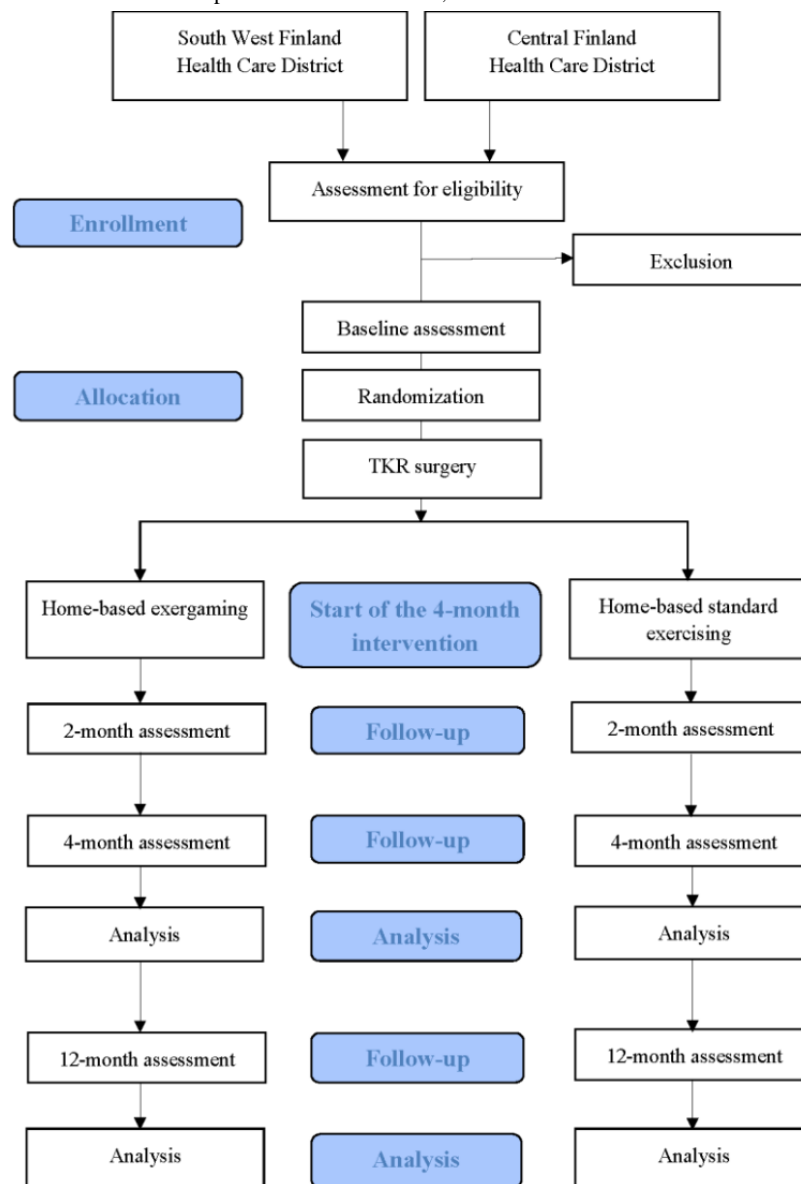 South West Finland
Health Care District
Central Finland
Health Care District
Assessment for eligibility
Enrollment
Exclusion
Baseline assessment
Allocation
Randomization
TKR surgery
Home-based exergaming
Start of the 4-month
intervention
Home-based standard
exercising
2-month assessment
Follow-up
2-month assessment
4-month assessment
Follow-up
4-month assessment
Analysis
Analysis
Analysis
12-month assessment
Follow-up
12-month assessment
Analysis
Analysis
Analysis